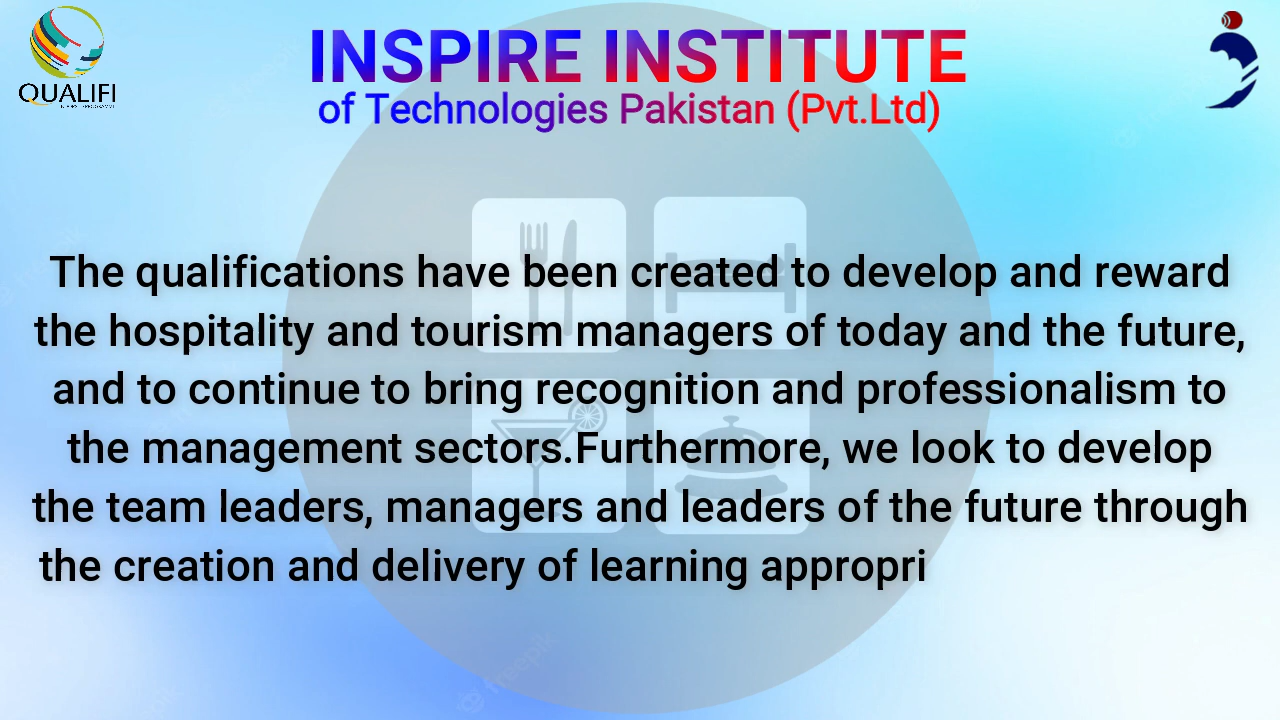 QUALIFI
INSPIRE INSTITUTE
of Technologies Pakistan (Pvt.Ltd)
The qualifications have been created to develop and reward
the hospitality and tourism managers of today and the future,
and to continue to bring recognition and professionalism to
the management sectors.Furthermore, we look to develop
the team leaders, managers and leaders of the future through
the creation and delivery of learning appropri
freepik